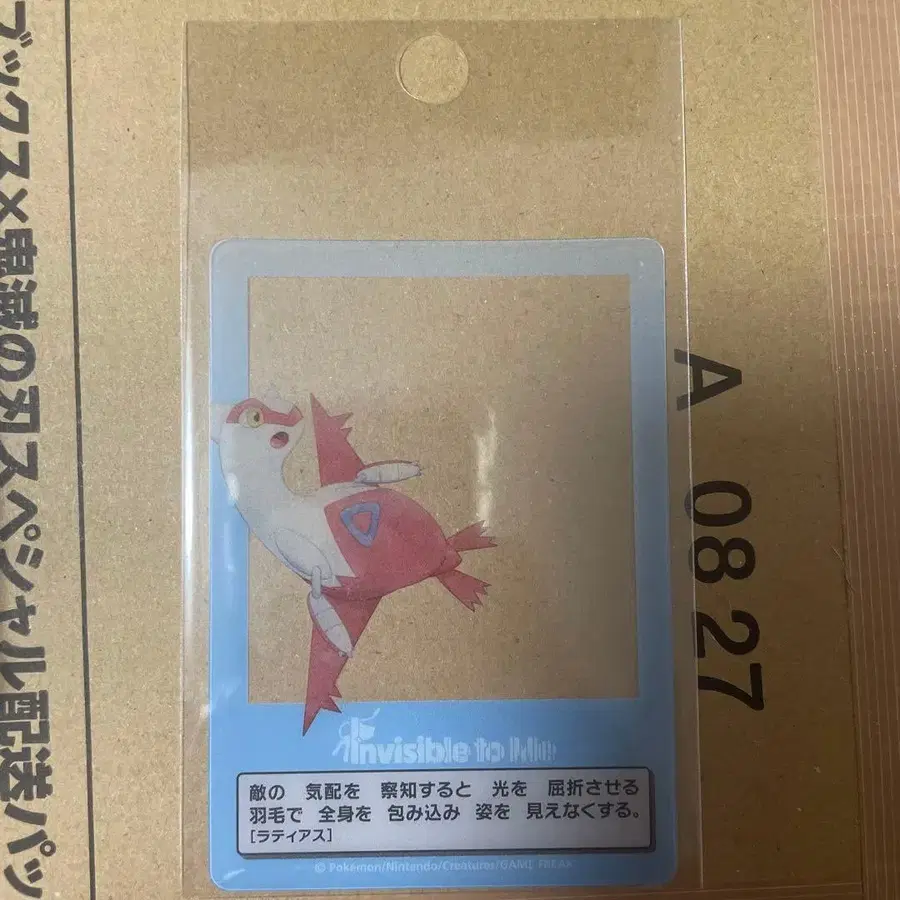 ブックス×鬼滅の刃スペシャル配送パッ
A 08 27
Invisible to Me
敵の 気配を 察知すると 光を 屈折させる
羽毛で 全身を 包み込み 姿を 見えなくする。
[ラティアス]
© Pokémon/Nintendo/Creatures/GAME FREAK